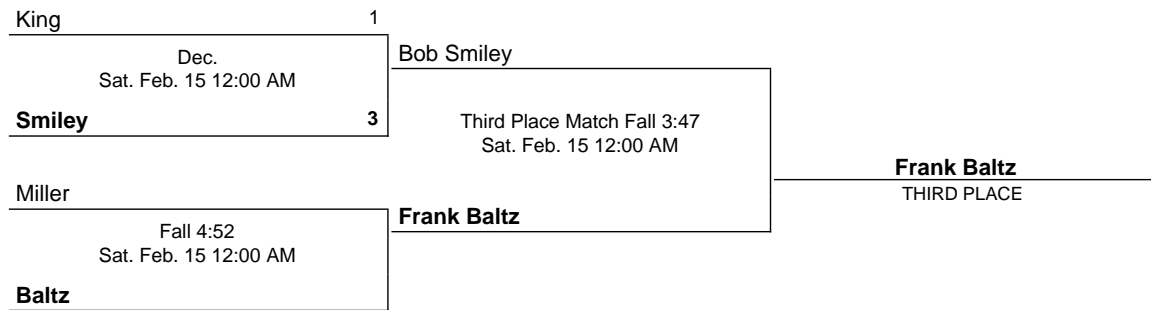 King 1
Dec.
Sat. Feb. 15 12:00 AM
Smiley 3
Bob Smiley
Third Place Match Fall 3:47
Sat. Feb. 15 12:00 AM
Miller
Fall 4:52
Sat. Feb. 15 12:00 AM
Baltz
Frank Baltz
Frank Baltz
THIRD PLACE